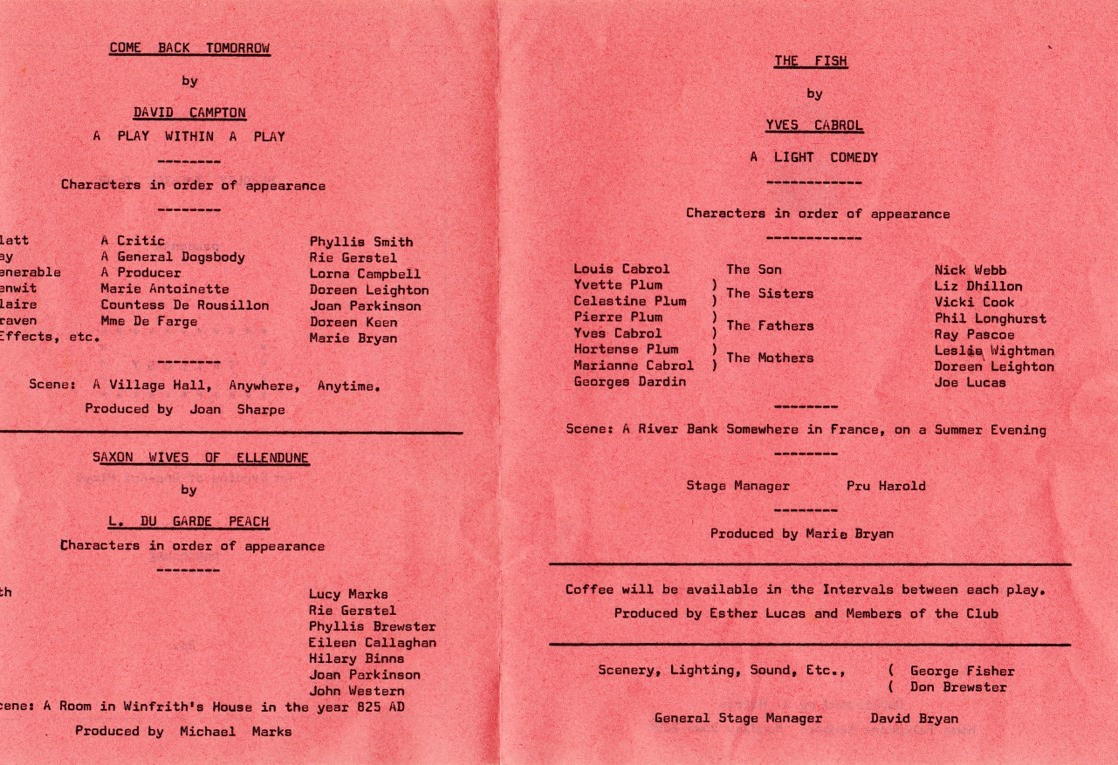 COME BACK TOMORROW
by
DAVID CAMPTON
A PLAY WITHIN A PLAY
--------
Characters in order of appearance
--------
latt A Critic Phyllis Smith
ay A General Dogsbody Rie Gerstel
enerable A Producer Lorna Campbell
enwit Marie Antoinette Doreen Leighton
laire Countess De Rousillon Joan Parkinson
raven Mme De Farge Doreen Keen
Effects, etc. Marie Bryan
--------
Scene: A Village Hall, Anywhere, Anytime.
Produced by Joan Sharpe
SAXON WIVES OF ELLENDUNE
by
L. DU GARDE PEACH
Characters in order of appearance
--------
th Lucy Marks
Rie Gerstel
Phyllis Brewster
Eileen Callaghan
Hilary Binns
Joan Parkinson
John Western
cene: A Room in Winfrith's House in the year 825 AD
Produced by Michael Marks
THE FISH
by
YVES CABROL
A LIGHT COMEDY
------------
Characters in order of appearance
------------
Louis Cabrol The Son Nick Webb
Yvette Plum ) Liz Dhillon
The Sisters
Celestine Plum ) Vicki Cook
Pierre Plum ) Phil Longhurst
The Fathers
Yves Cabrol ) Ray Pascoe
Hortense Plum ) Leslie Wightman
The Mothers
Marianne Cabrol ) Doreen Leighton
Georges Dardin Joe Lucas
--------
Scene: A River Bank Somewhere in France, on a Summer Evening
--------
Stage Manager Pru Harold
--------
Produced by Marie Bryan
Coffee will be available in the Intervals between each play.
Produced by Esther Lucas and Members of the Club
Scenery, Lighting, Sound, Etc., ( George Fisher
( Don Brewster
General Stage Manager David Bryan